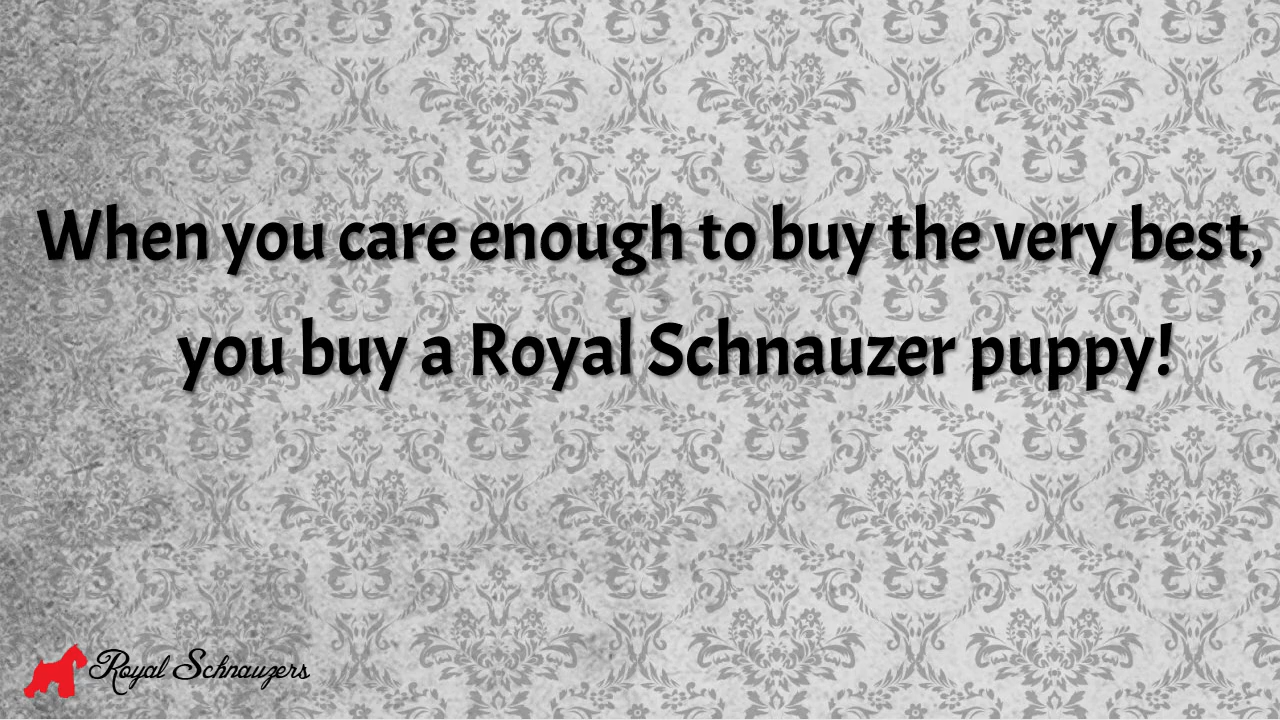 When you care enough to buy the very best,
you buy a Royal Schnauzer puppy!
Royal Schnauzers